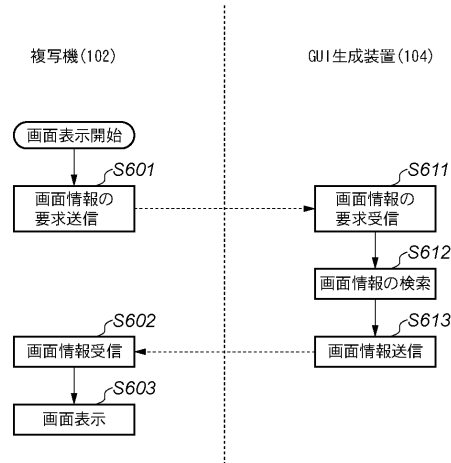 複写機(102)
GUI生成装置(104)
画面表示開始
S601
画面情報の
要求送信
S611
画面情報の
要求受信
S612
画面情報の検索
S613
画面情報送信
S602
画面情報受信
S603
画面表示